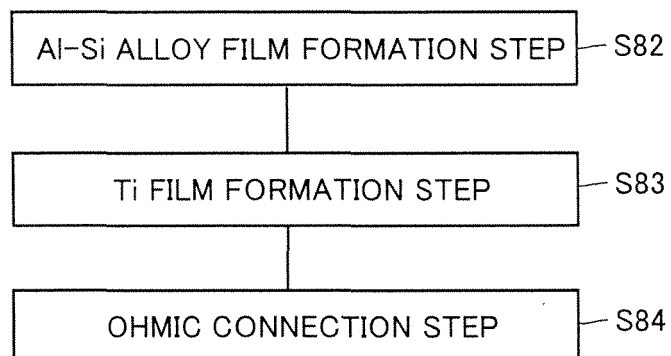 Al-Si ALLOY FILM FORMATION STEP S82
Ti FILM FORMATION STEP S83
OHMIC CONNECTION STEP S84